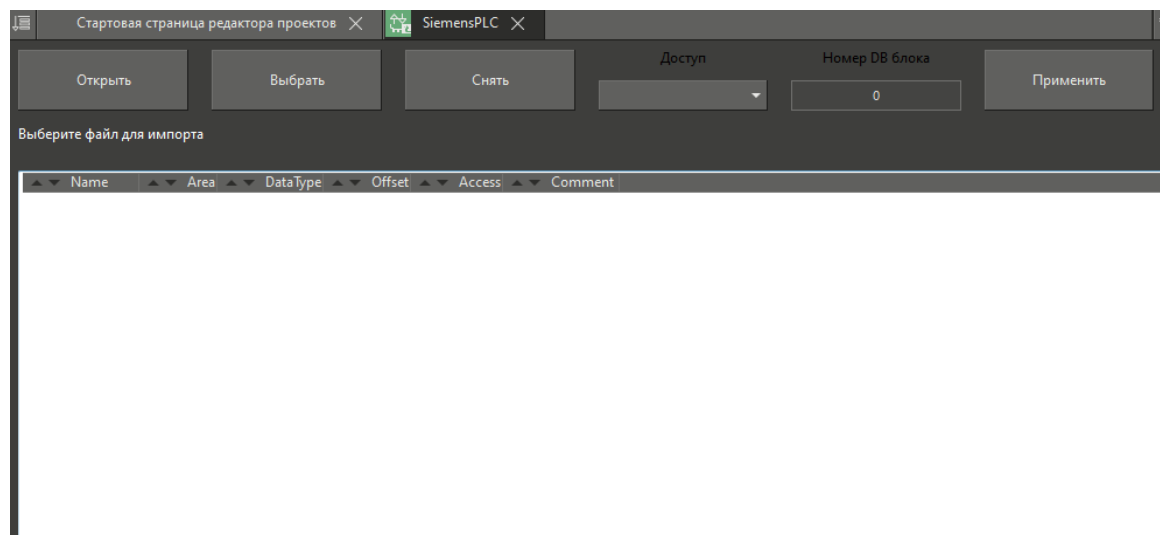 Стартовая страница редактора проектов SiemensPLC
Открыть Выбрать Снять Доступ Номер DB блока 0 Применить
Выберите файл для импорта
Name Area DataType Offset Access Comment